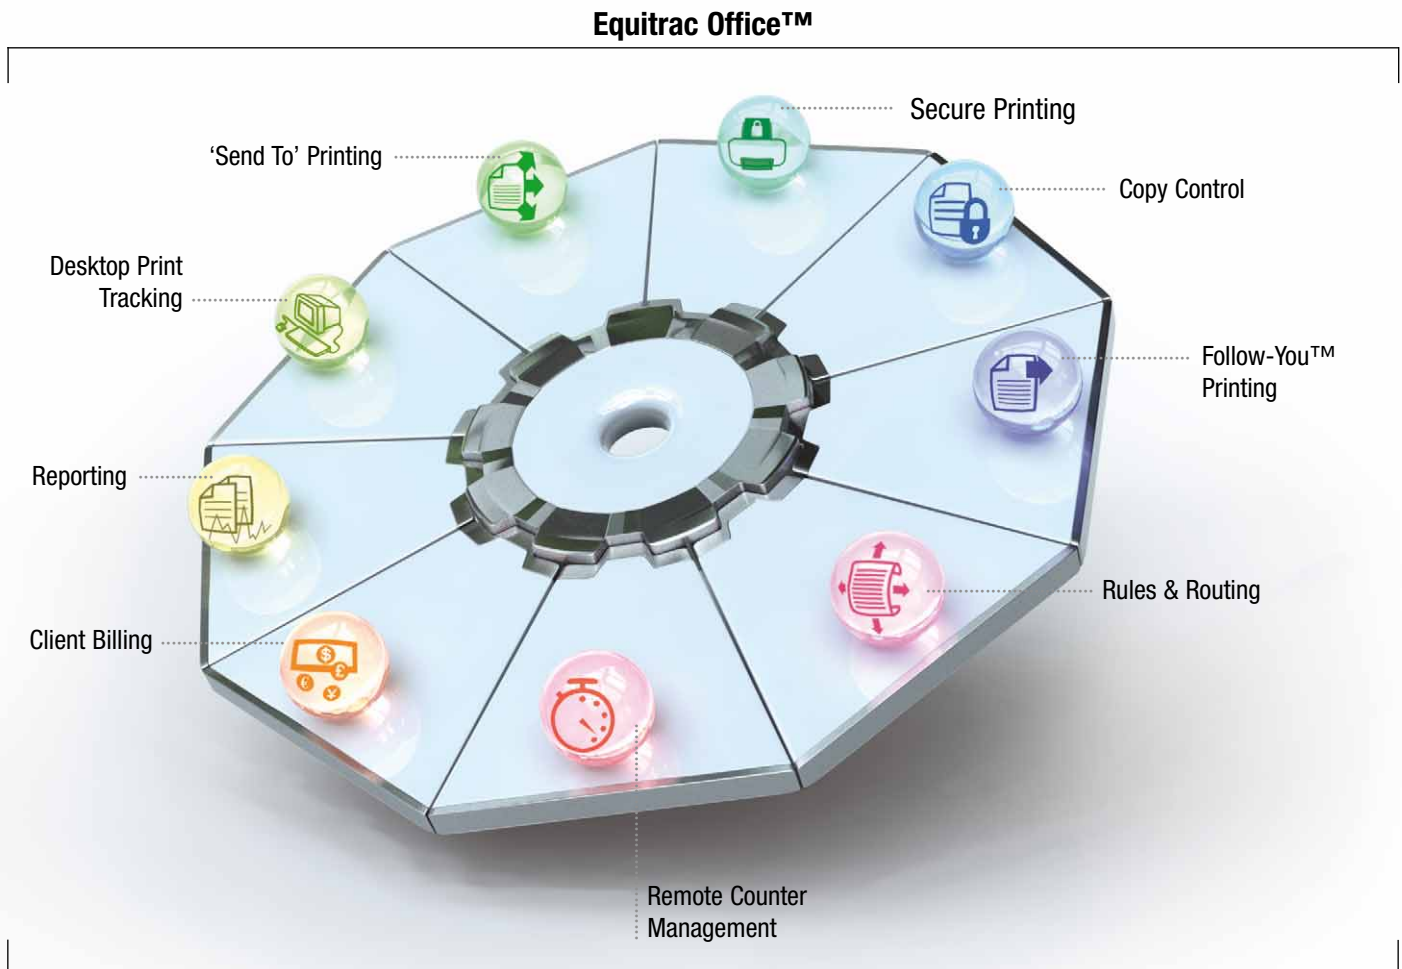 Equitrac Office™
Secure Printing
‘Send To’ Printing
Copy Control
Desktop Print
Tracking
Follow-You™
Printing
Reporting
Rules & Routing
Client Billing
$
£
€
¥
Remote Counter
Management